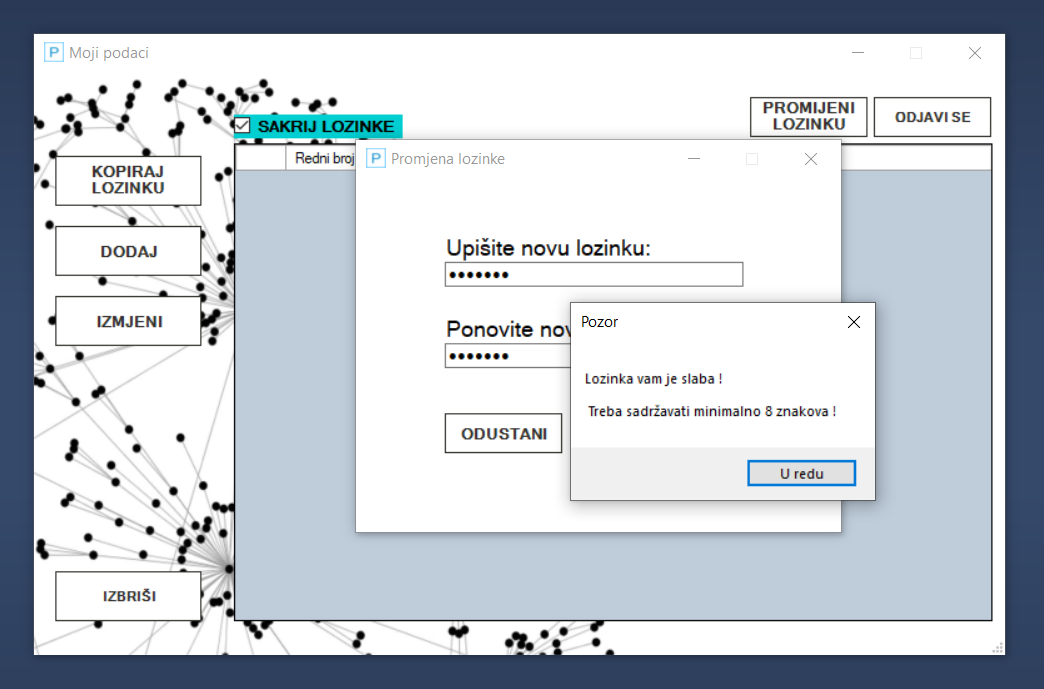 P Moji podaci
PROMIJENI
LOZINKU
ODJAVI SE
SAKRIJ LOZINKE
Redni broj
KOPIRAJ
LOZINKU
DODAJ
IZMJENI
IZBRIŠI
P Promjena lozinke
Upišite novu lozinku:
•••••••
Ponovite nov
•••••••
ODUSTANI
Pozor
Lozinka vam je slaba !
Treba sadržavati minimalno 8 znakova !
U redu